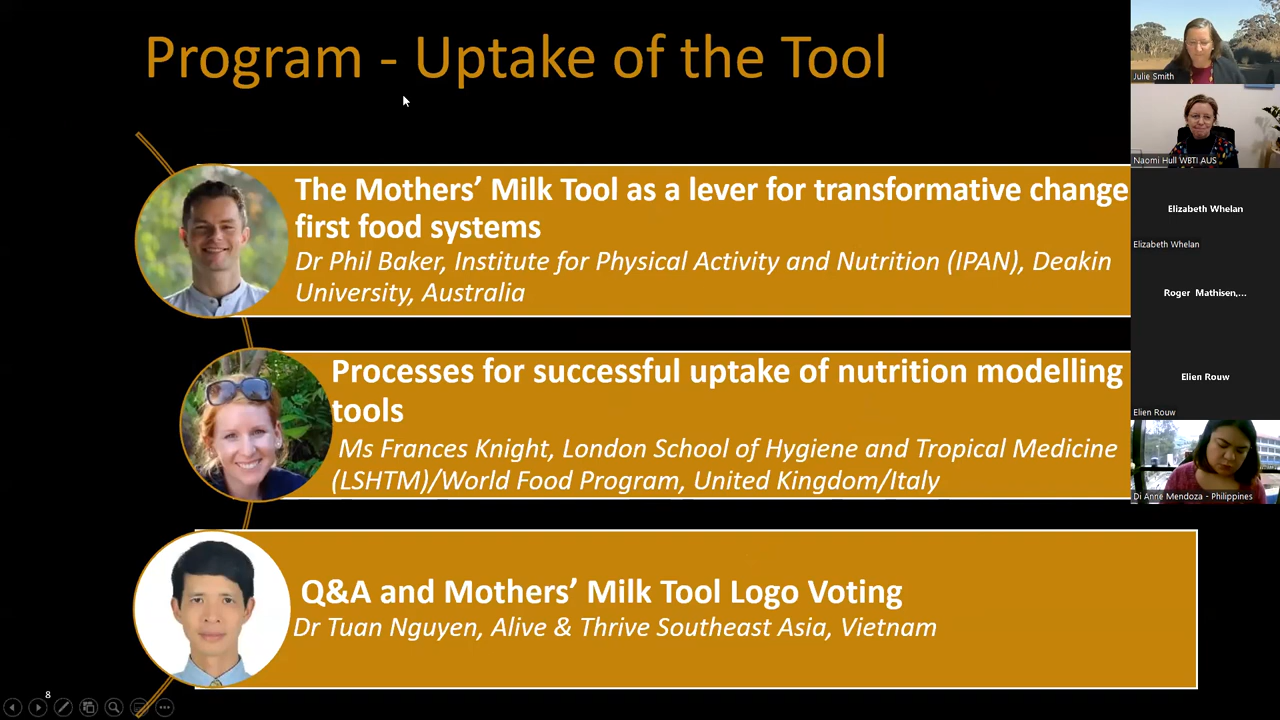 Program - Uptake of the Tool
The Mothers' Milk Tool as a lever for transformative change
first food systems
Dr Phil Baker, Institute for Physical Activity and Nutrition (IPAN), Deakin
University, Australia
Processes for successful uptake of nutrition modelling
tools
Ms Frances Knight, London School of Hygiene and Tropical Medicine
(LSHTM)/World Food Program, United Kingdom/Italy
Q&A and Mothers' Milk Tool Logo Voting
Dr Tuan Nguyen, Alive & Thrive Southeast Asia, Vietnam
8
Julie Smith
Naomi Hull WBTI AUS
Elizabeth Whelan
Elizabeth Whelan
Roger Mathisen,...
Elien Rouw
Elien Rouw
Di Anne Mendoza - Philippines